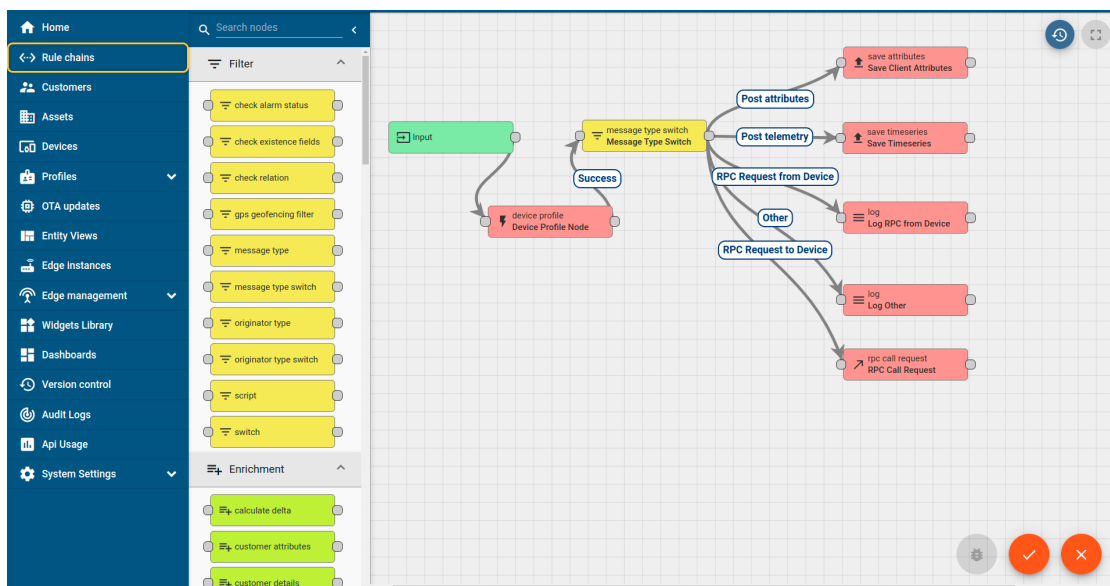 Home
Rule chains
Customers
Assets
Devices
Profiles
OTA updates
Entity Views
Edge instances
Edge management
Widgets Library
Dashboards
Version control
Audit Logs
Api Usage
System Settings
Search nodes
Filter
check alarm status
check existence fields
check relation
gps geofencing filter
message type
message type switch
originator type
originator type switch
script
switch
Enrichment
calculate delta
customer attributes
customer details
Input
device profile
Device Profile Node
Success
message type switch
Message Type Switch
Post attributes
Post telemetry
RPC Request from Device
Other
RPC Request to Device
save attributes
Save Client Attributes
save timeseries
Save Timeseries
log
Log RPC from Device
log
Log Other
rpc call request
RPC Call Request